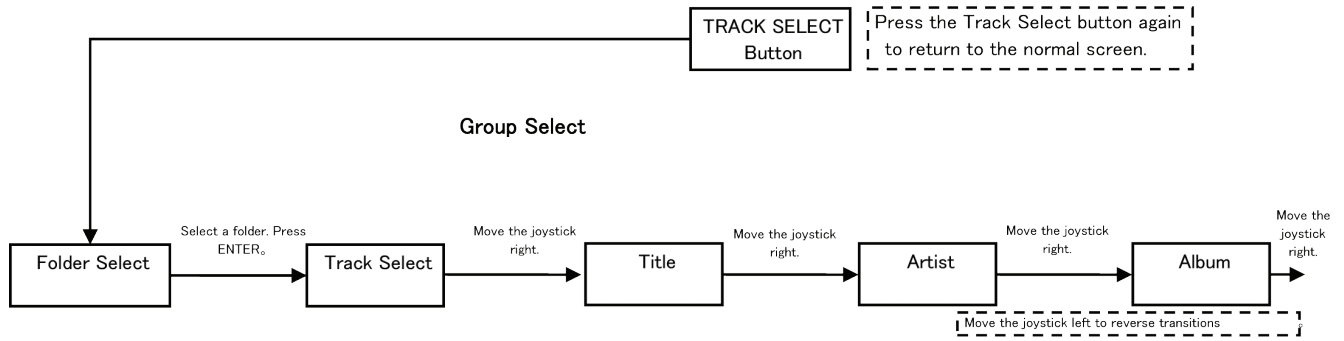 TRACK SELECT
Button
Press the Track Select button again
to return to the normal screen.
Group Select
Select a folder. Press
ENTER。
Move the joystick
right.
Move the joystick
right.
Move the joystick
right.
Move the
joystick
right.
Folder Select
Track Select
Title
Artist
Album
Move the joystick left to reverse transitions 。